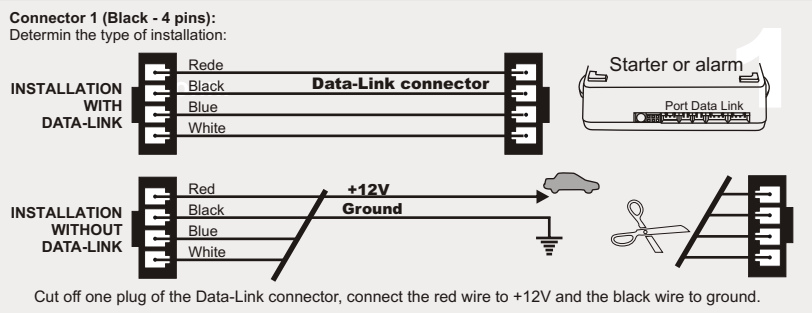 Connector 1 (Black - 4 pins):
Determin the type of installation:
1
INSTALLATION
WITH
DATA-LINK
Rede
Black
Blue
White
Data-Link connector
Starter or alarm
Port Data Link
INSTALLATION
WITHOUT
DATA-LINK
Red
Black
Blue
White
+12V
Ground
Cut off one plug of the Data-Link connector, connect the red wire to +12V and the black wire to ground.